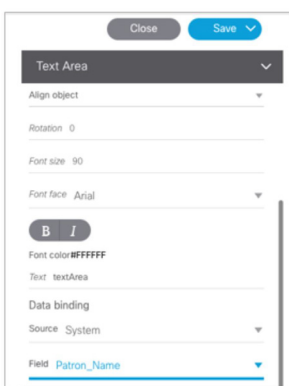 Close Save
Text Area
Align object
Rotation 0
Font size 90
Font face Arial
B I
Font color#FFFFFF
Text textArea
Data binding
Source System
Field Patron_Name